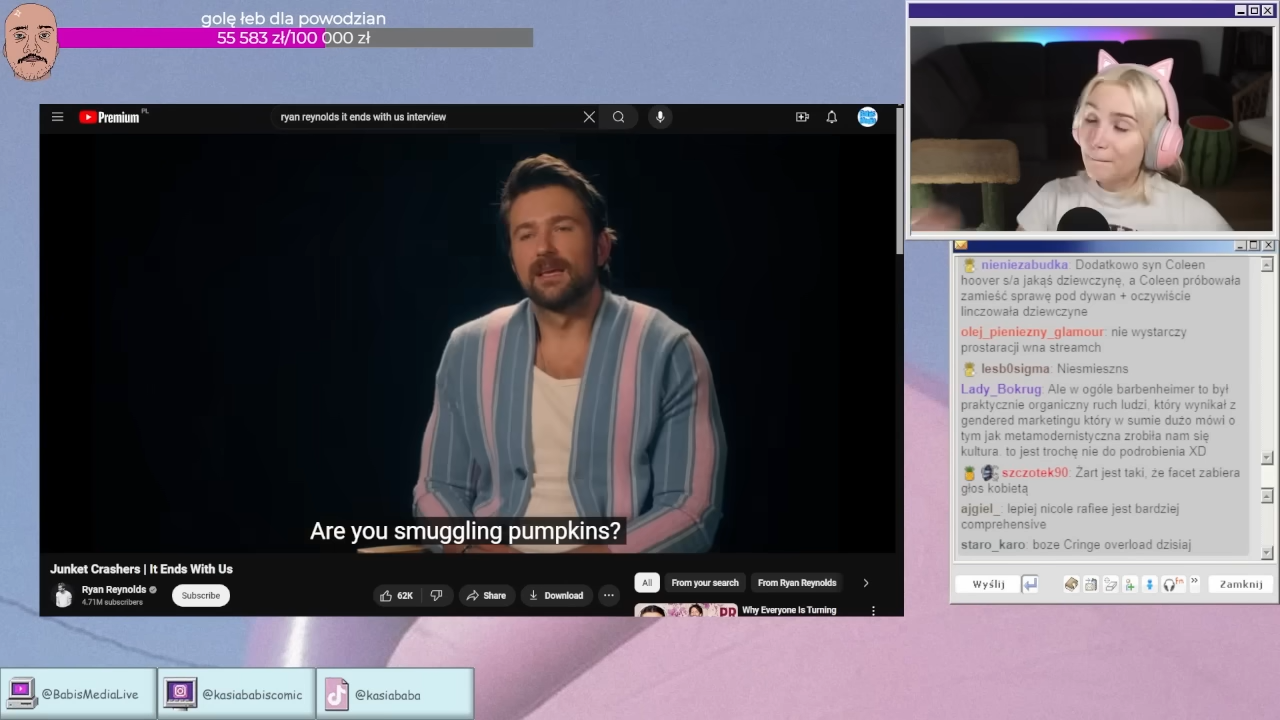 golę łeb dla powodzian
55 583 zł/100 000 zł
Premium PL
ryan reynolds it ends with us interview
Are you smuggling pumpkins?
Junket Crashers | It Ends With Us
Ryan Reynolds
4.71M subscribers
Subscribe
62K
Share
Download
All
From your search
From Ryan Reynolds
PR
Why Everyone Is Turning
nieniezabudka: Dodatkowo syn Coleen
hoover s/a jakąś dziewczynę, a Coleen próbowała
zamieść sprawę pod dywan + oczywiście
linczowała dziewczyne
olej_pieniezny_glamour: nie wystarczy
prostaracji wna streamch
lesb0sigma: Niesmieszns
Lady_Bokrug: Ale w ogóle barbenheimer to był
praktycznie organiczny ruch ludzi, który wynikał z
gendered marketingu który w sumie dużo mówi o
tym jak metamodernistyczna zrobiła nam się
kultura. to jest trochę nie do podrobienia XD
szczotek90: Żart jest taki, że facet zabiera
głos kobietą
ajgiel_: lepiej nicole rafiee jest bardziej
comprehensive
staro_karo: boze Cringe overload dzisiaj
Wyślij
fn
Zamknij
@BabisMediaLive
@kasiababiscomic
@kasiababa